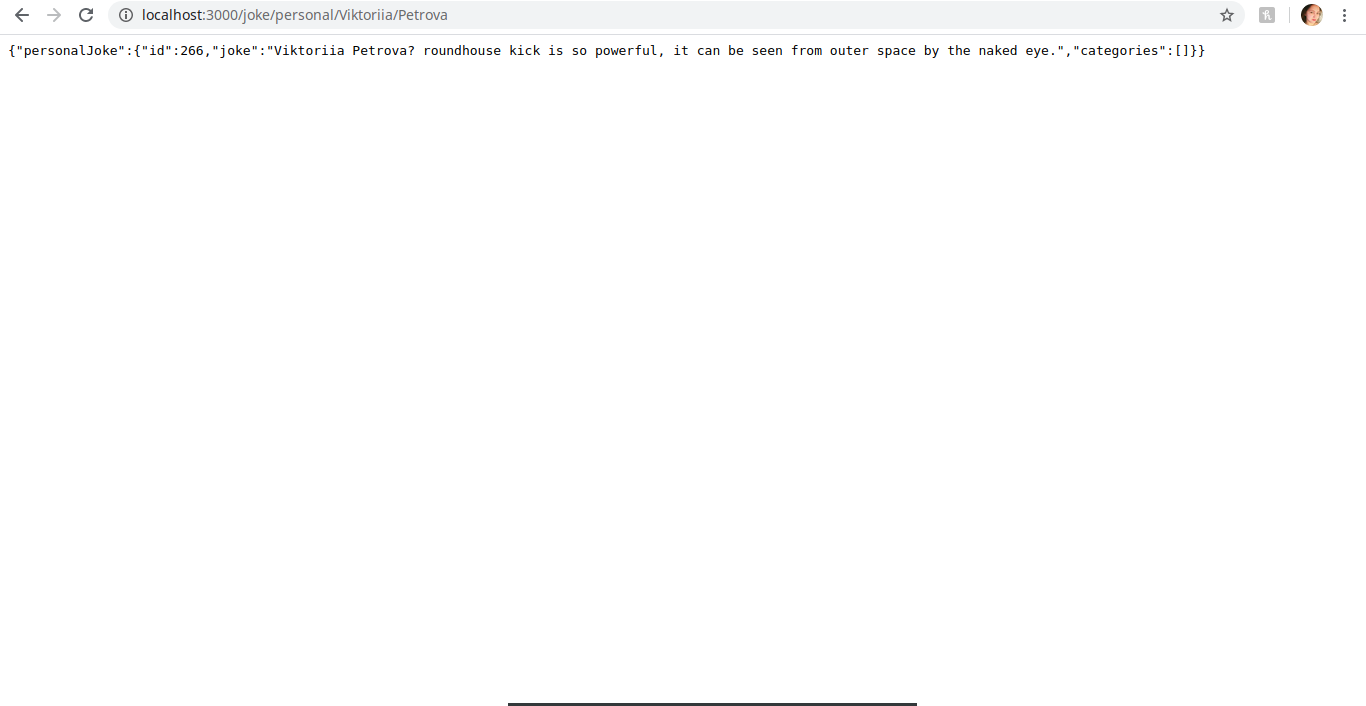 localhost:3000/joke/personal/Viktoriia/Petrova
{"personalJoke":{"id":266,"joke":"Viktoriia Petrova? roundhouse kick is so powerful, it can be seen from outer space by the naked eye.","categories":[]}}